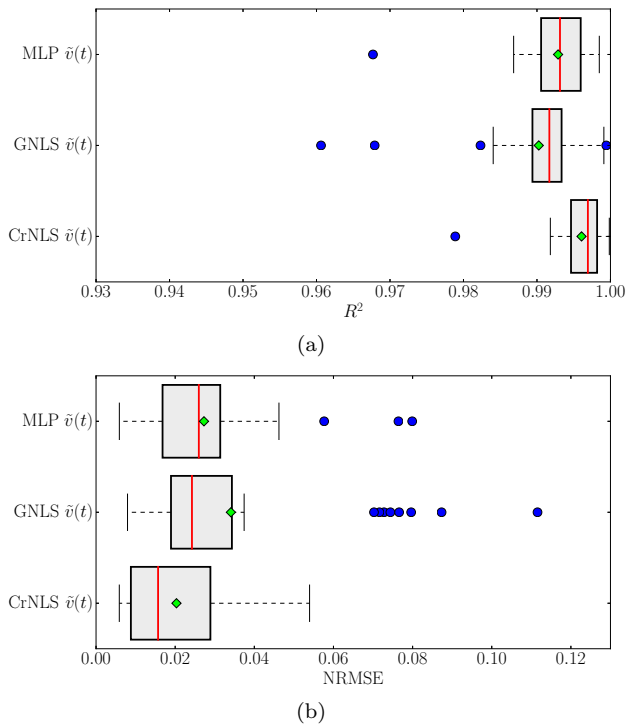 MLP ṽ(t)
GNLS ṽ(t)
CrNLS ṽ(t)
0.93 0.94 0.95 0.96 0.97 0.98 0.99 1.00
R²
(a)
MLP ṽ(t)
GNLS ṽ(t)
CrNLS ṽ(t)
0.00 0.02 0.04 0.06 0.08 0.10 0.12
NRMSE
(b)